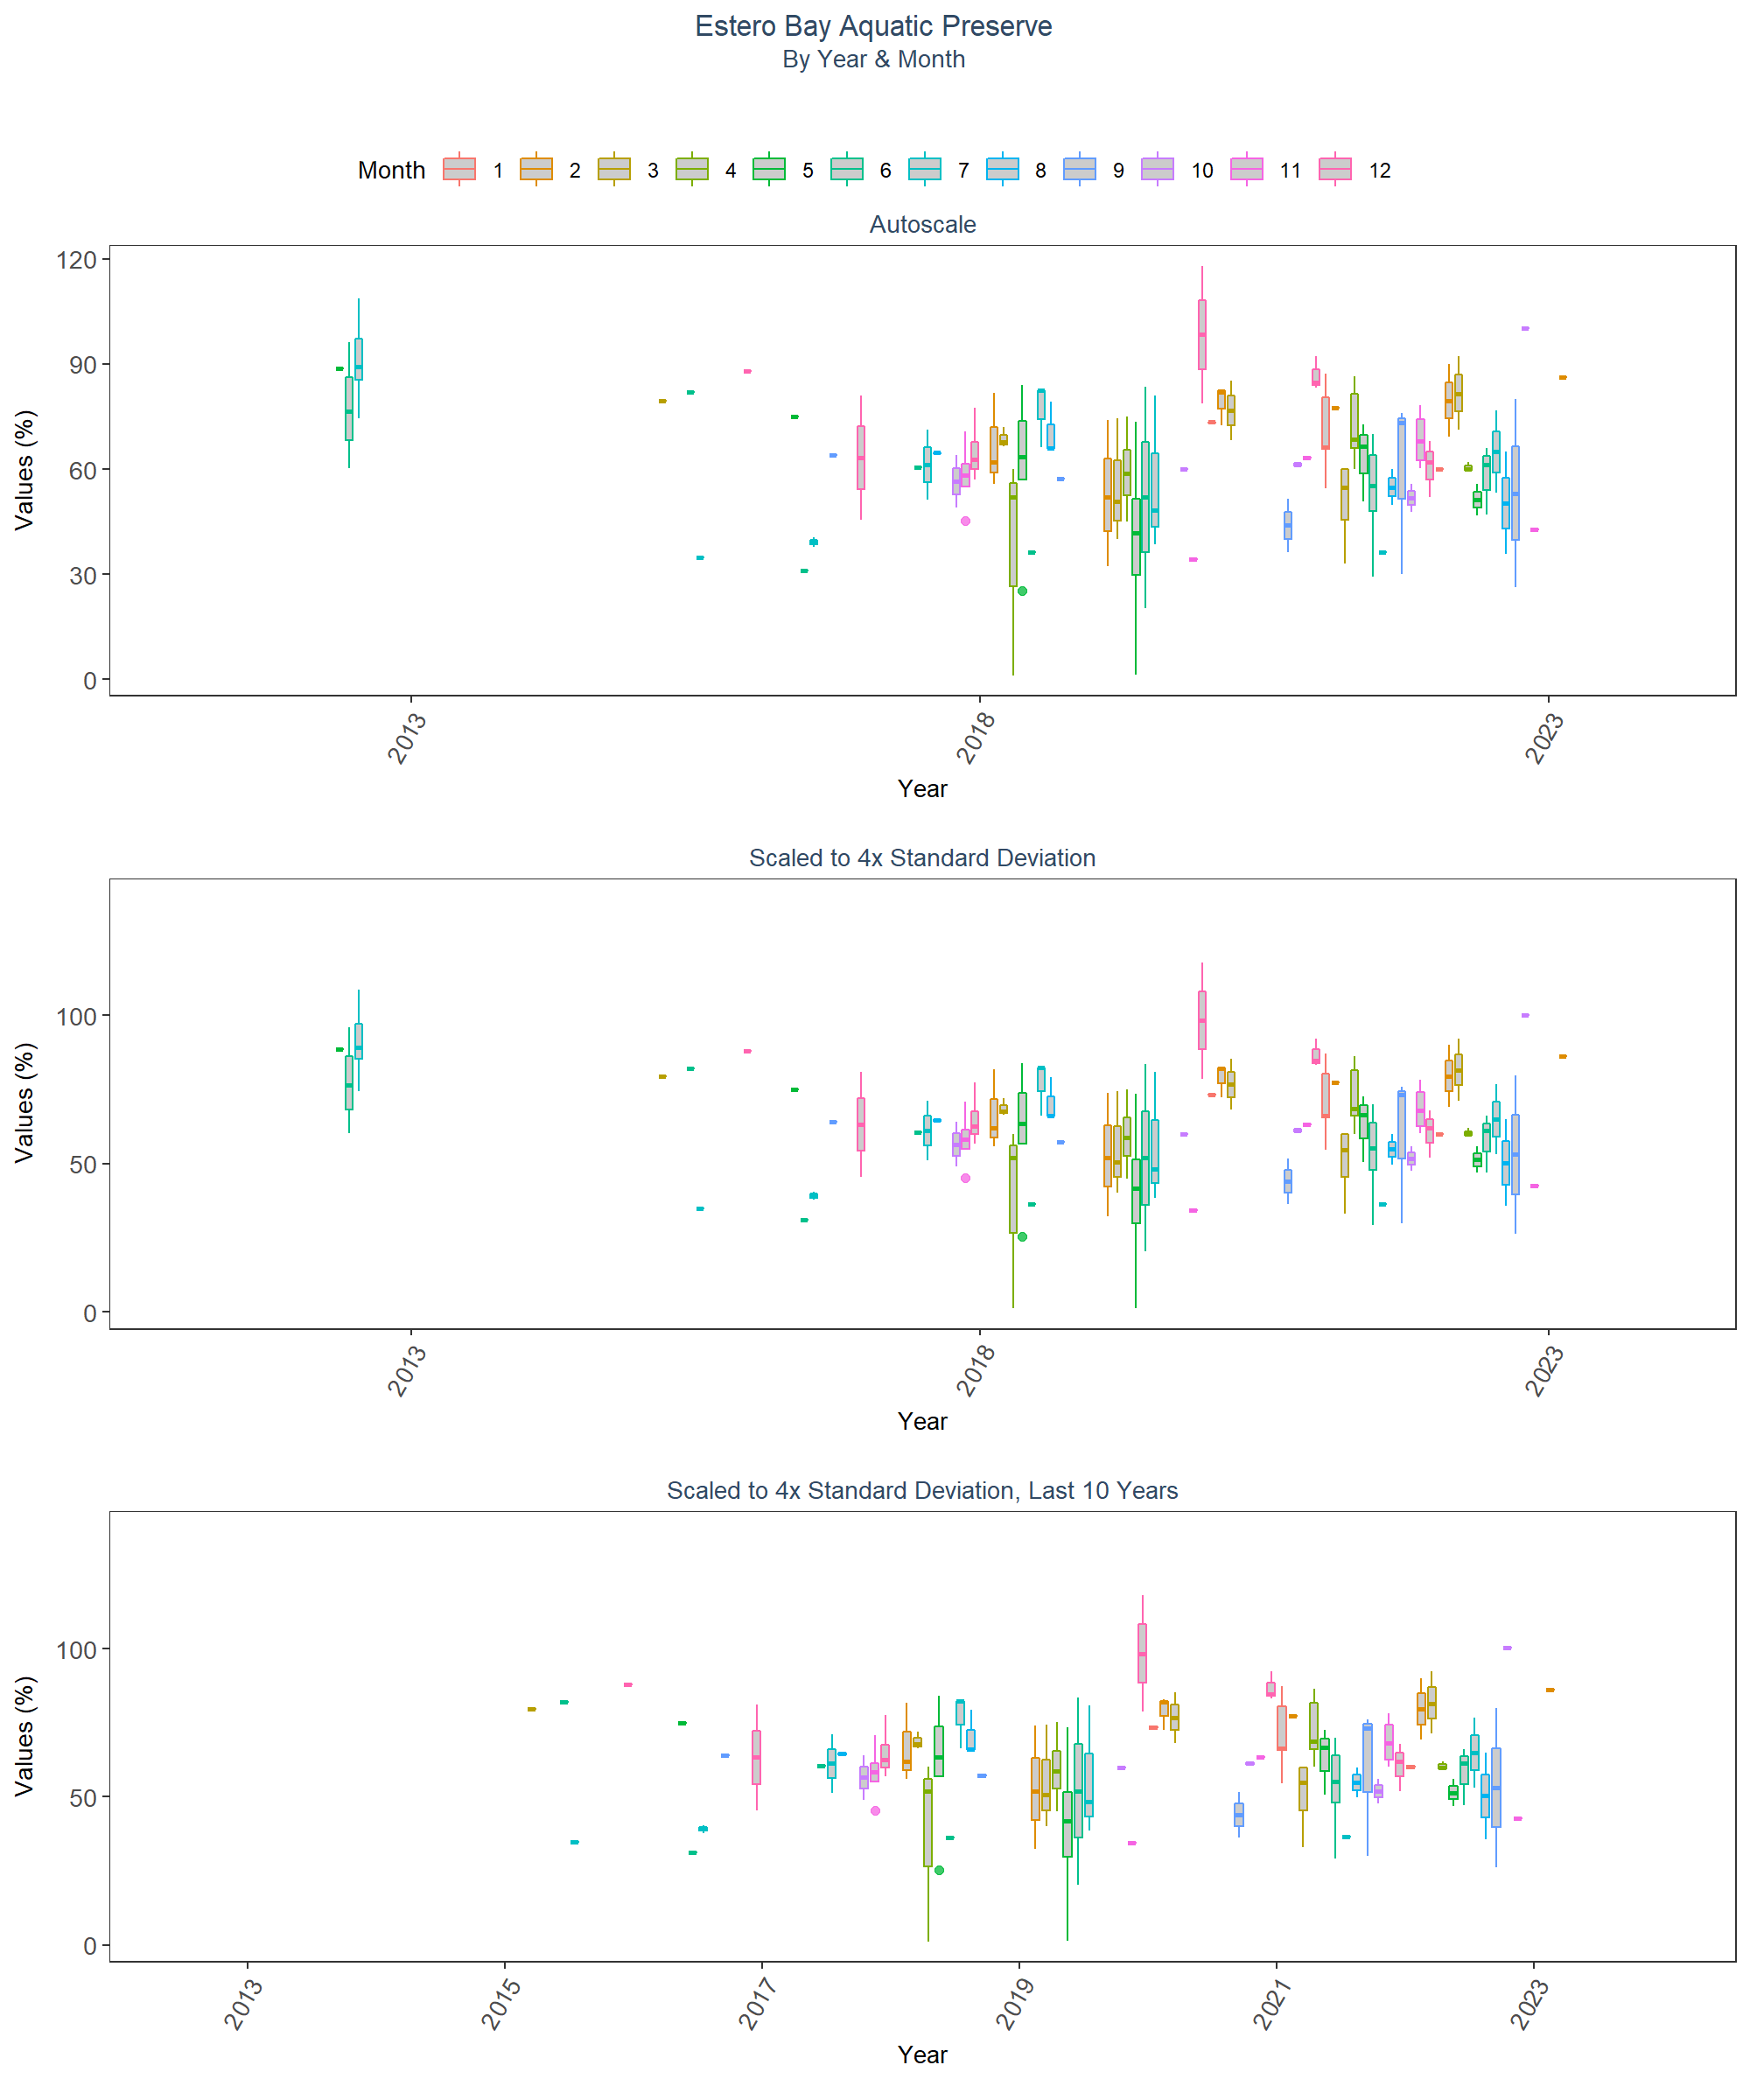 Estero Bay Aquatic Preserve
By Year & Month
Month 1 2 3 4 5 6 7 8 9 10 11 12
Autoscale
Values (%)
120
90
60
30
0
2013 2018 2023
Year
Scaled to 4x Standard Deviation
Values (%)
100
50
0
2013 2018 2023
Year
Scaled to 4x Standard Deviation, Last 10 Years
Values (%)
100
50
0
2013 2015 2017 2019 2021 2023
Year